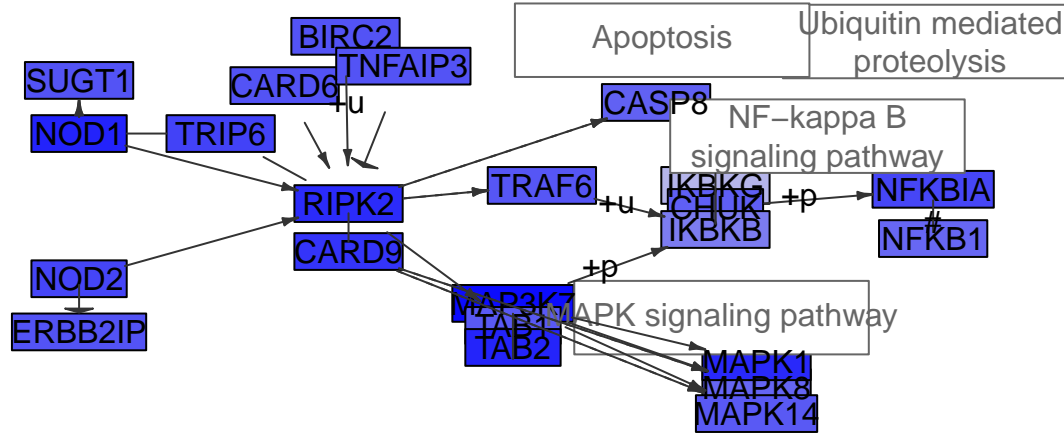 BIRC2
Apoptosis
Ubiquitin mediated
proteolysis
TNFAIP3
SUGT1
CARD6
+u
CASP8
NOD1
TRIP6
NF−kappa B
signaling pathway
RIPK2
TRAF6
+u
IKBKG
CHUK
IKBKB
+p
NFKBIA
#
NFKB1
CARD9
NOD2
+p
ERBB2IP
MAP3K7
TAB1
TAB2
MAPK signaling pathway
MAPK1
MAPK8
MAPK14